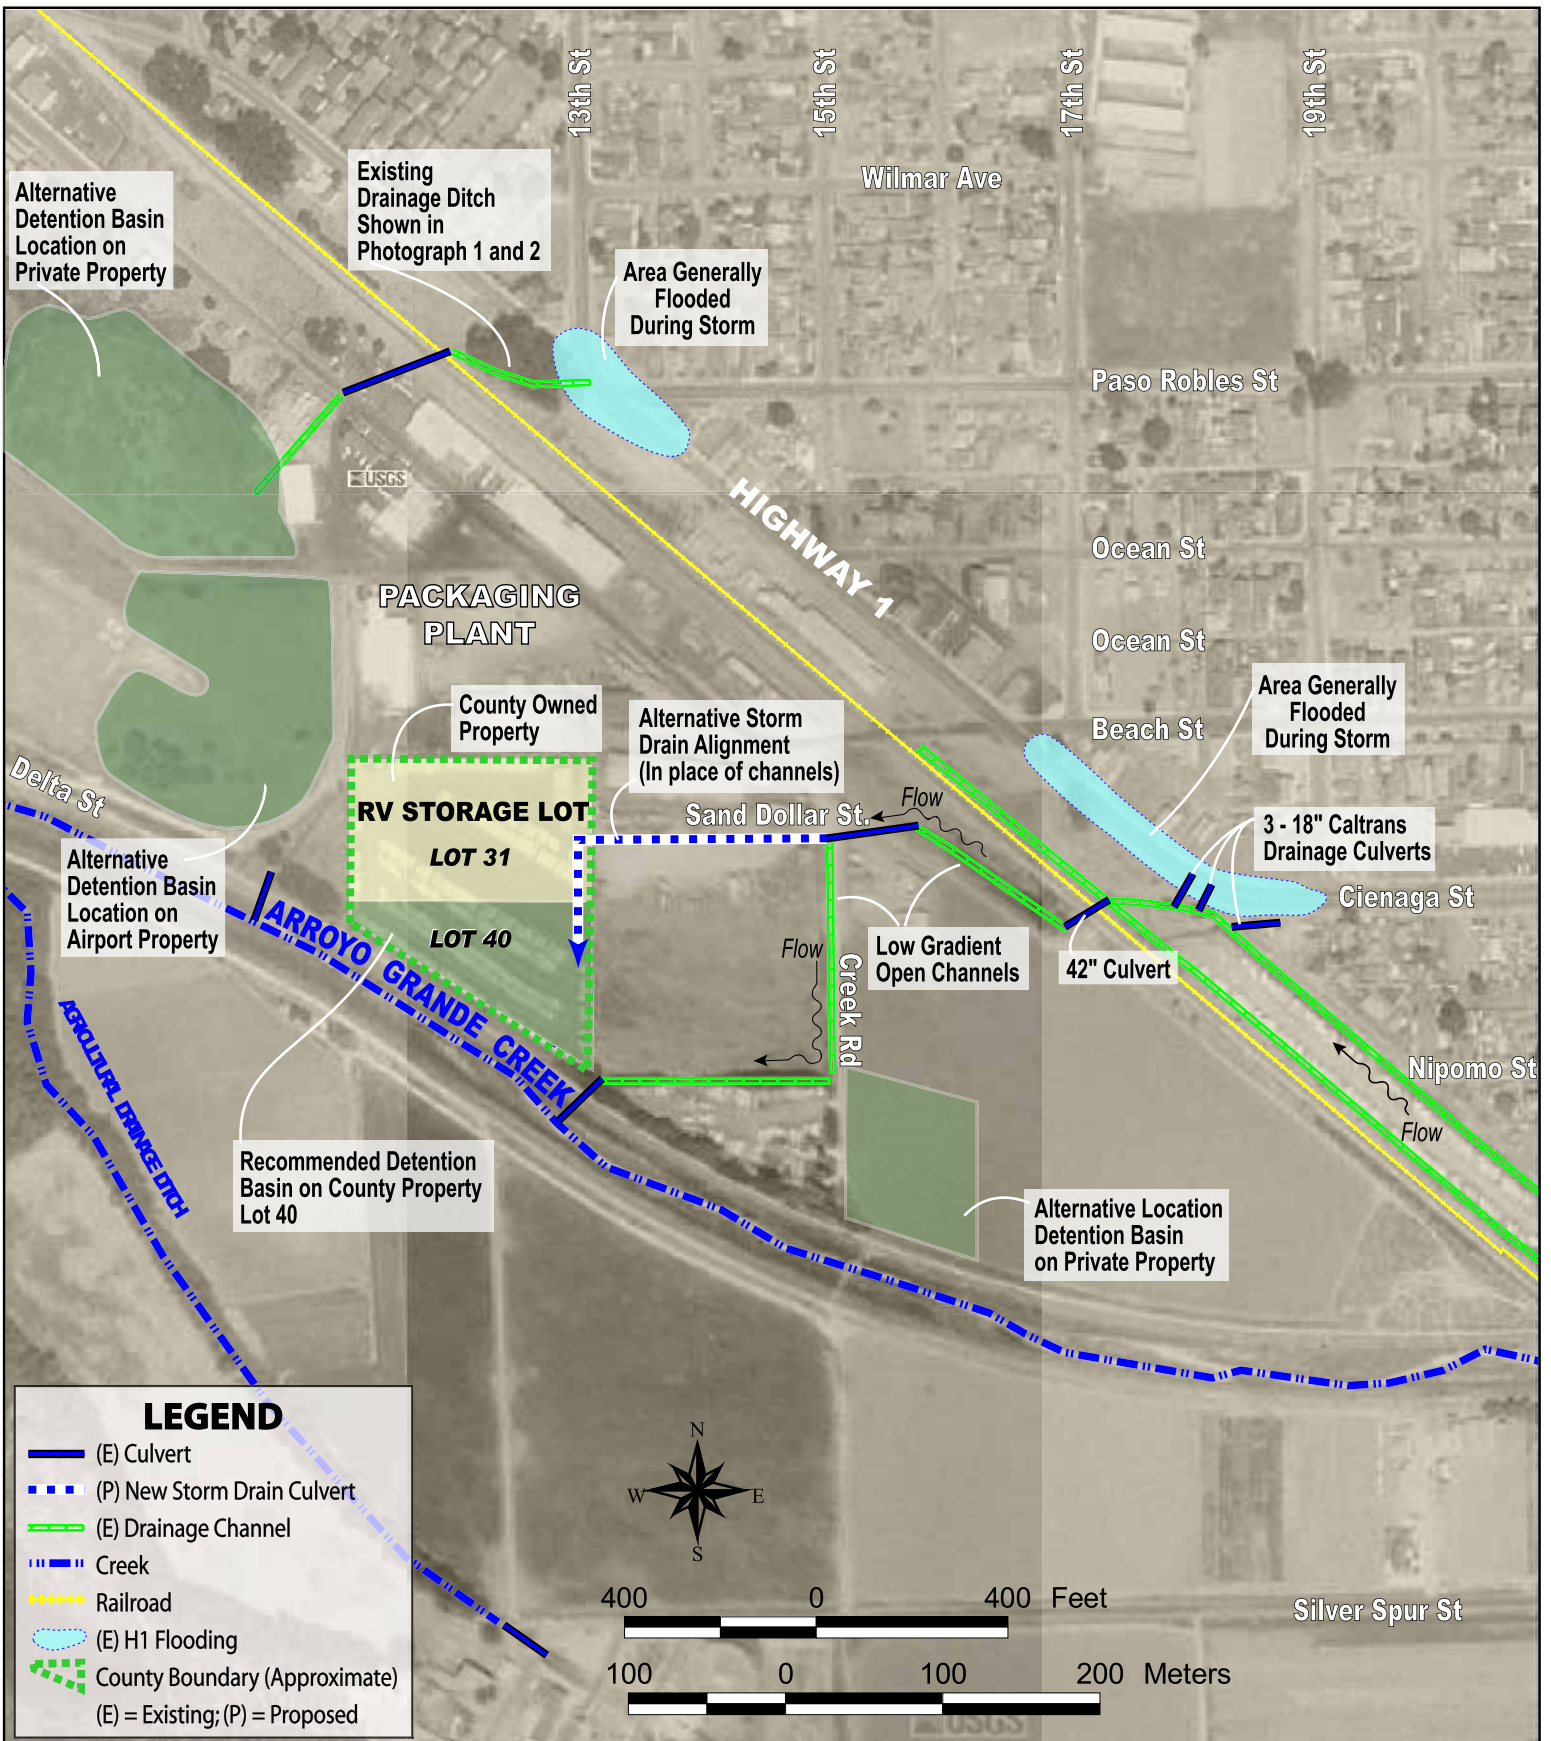 13th St
15th St
17th St
19th St
Wilmar Ave
Existing
Drainage Ditch
Shown in
Photograph 1 and 2
Alternative
Detention Basin
Location on
Private Property
Area Generally
Flooded
During Storm
Paso Robles St
USGS
HIGHWAY 1
Ocean St
PACKAGING
PLANT
Ocean St
Area Generally
Flooded
During Storm
County Owned
Property
Alternative Storm
Drain Alignment
(In place of channels)
Beach St
Delta St
RV STORAGE LOT
LOT 31
LOT 40
Sand Dollar St.
Flow
3 - 18" Caltrans
Drainage Culverts
Cienaga St
Alternative
Detention Basin
Location on
Airport Property
ARROYO GRANDE CREEK
Flow
Creek Rd
Low Gradient
Open Channels
42" Culvert
AGRICULTURAL DRAINAGE DITCH
Nipomo St
Flow
Recommended Detention
Basin on County Property
Lot 40
Alternative Location
Detention Basin
on Private Property
LEGEND
(E) Culvert
(P) New Storm Drain Culvert
(E) Drainage Channel
Creek
Railroad
(E) H1 Flooding
County Boundary (Approximate)
(E) = Existing; (P) = Proposed
N
W E
S
400 0 400 Feet
100 0 100 200 Meters
Silver Spur St
USGS